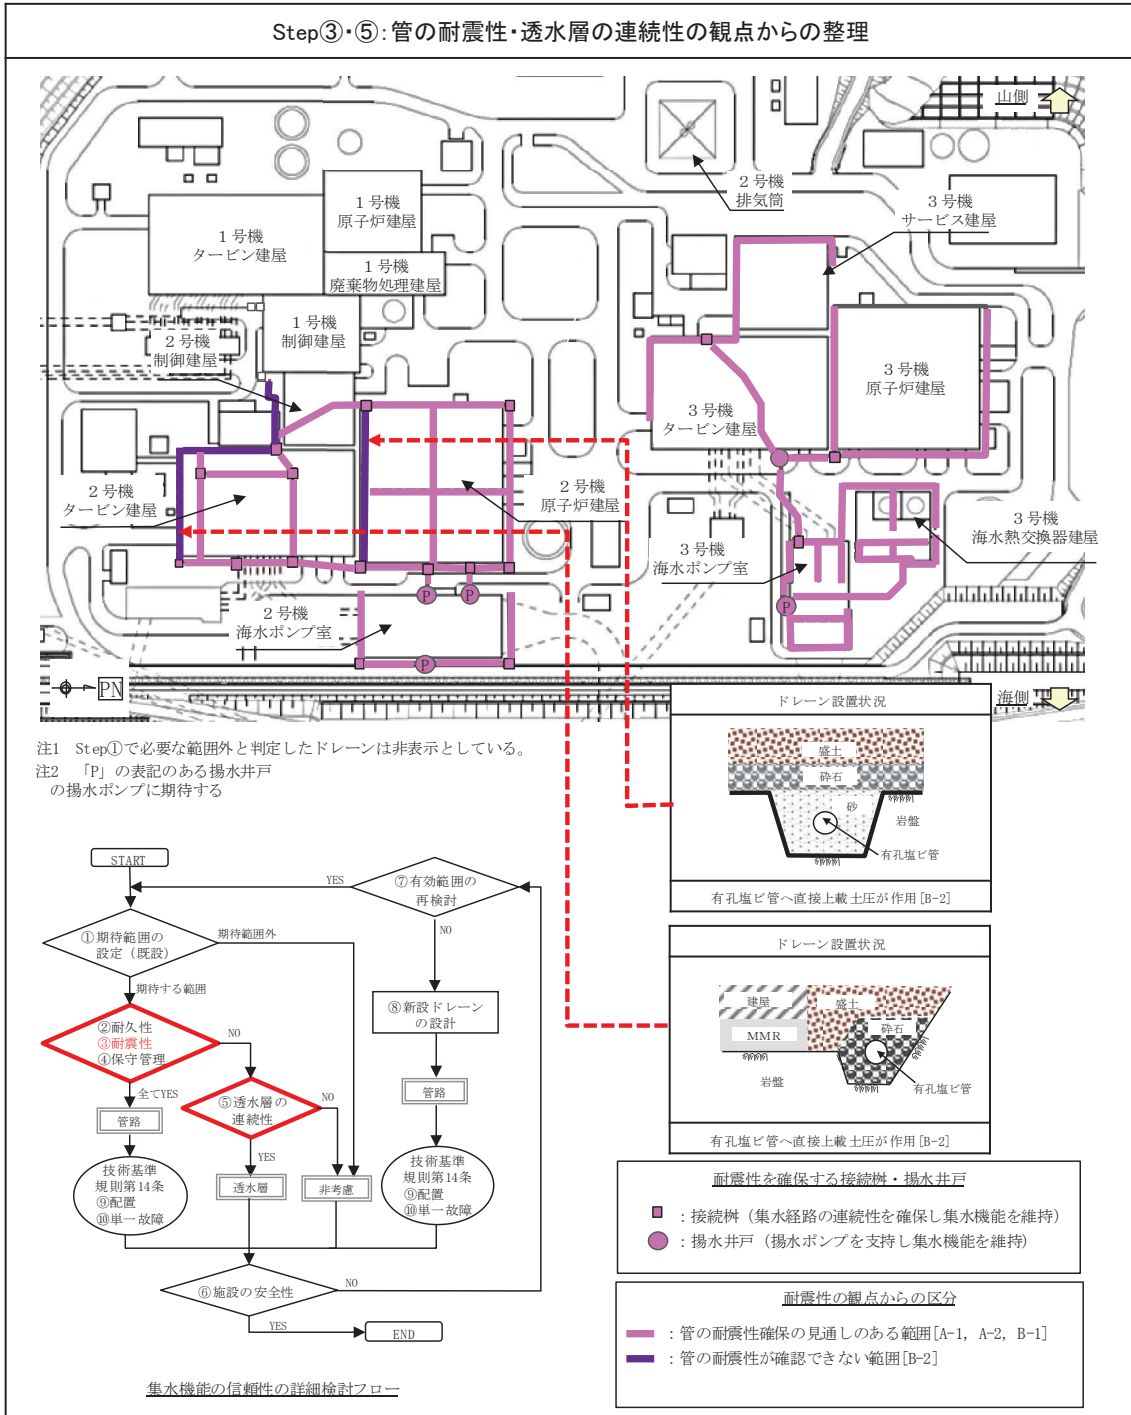 Step③・⑤：管の耐震性・透水層の連続性の観点からの整理
山側
２号機
排気筒
３号機
サービス建屋
１号機
原子炉建屋
１号機
タービン建屋
１号機
廃棄物処理建屋
１号機
制御建屋
２号機
制御建屋
３号機
原子炉建屋
３号機
タービン建屋
２号機
タービン建屋
２号機
原子炉建屋
３号機
海水熱交換器建屋
３号機
海水ポンプ室
２号機
海水ポンプ室
P
P
P
P
PN
海側
注1　Step①で必要な範囲外と判定したドレーンは非表示としている。
注2　「P」の表記のある揚水井戸
の揚水ポンプに期待する
ドレーン設置状況
盛土
砕石
砂
岩盤
有孔塩ビ管
有孔塩ビ管へ直接上載土圧が作用[B-2]
ドレーン設置状況
建屋
盛土
砕石
MMR
岩盤
有孔塩ビ管
有孔塩ビ管へ直接上載土圧が作用[B-2]
START
YES
⑦有効範囲の
再検討
NO
①期待範囲の
設定（既設）
期待範囲外
期待する範囲
⑧新設ドレーン
の設計
②耐久性
③耐震性
④保守管理
NO
全てYES
⑤透水層の
連続性
NO
YES
管路
管路
技術基準
規則第14条
⑨配置
⑩単一故障
透水層
非考慮
技術基準
規則第14条
⑨配置
⑩単一故障
⑥施設の安全性
NO
YES
END
集水機能の信頼性の詳細検討フロー
耐震性を確保する接続桝・揚水井戸
：接続桝（集水経路の連続性を確保し集水機能を維持）
：揚水井戸（揚水ポンプを支持し集水機能を維持）
耐震性の観点からの区分
：管の耐震性確保の見通しのある範囲[A-1, A-2, B-1]
：管の耐震性が確認できない範囲[B-2]